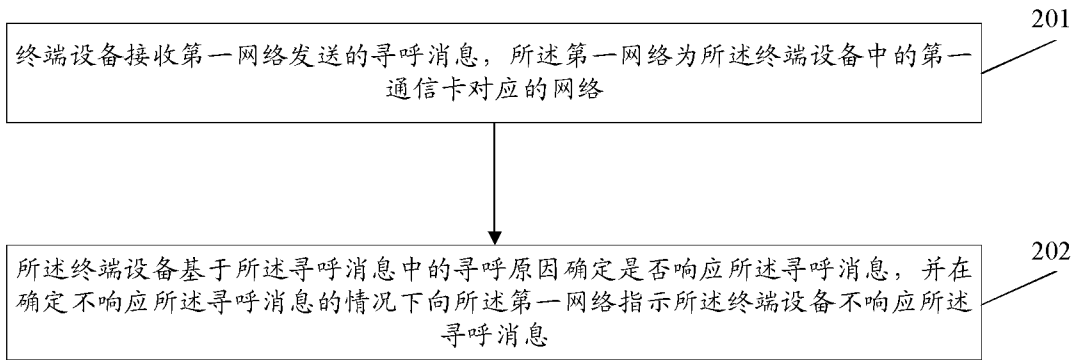 201
终端设备接收第一网络发送的寻呼消息，所述第一网络为所述终端设备中的第一
通信卡对应的网络
202
所述终端设备基于所述寻呼消息中的寻呼原因确定是否响应所述寻呼消息，并在
确定不响应所述寻呼消息的情况下向所述第一网络指示所述终端设备不响应所述
寻呼消息